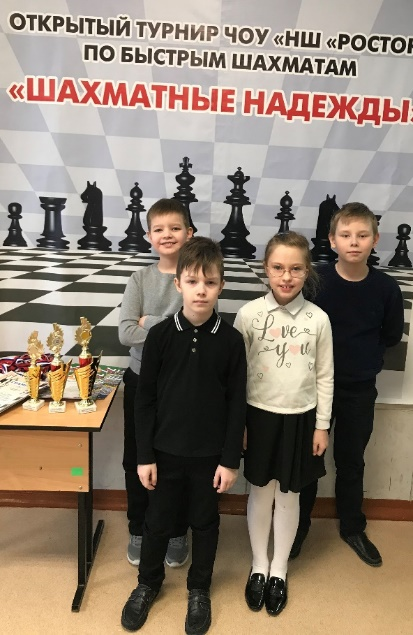 ОТКРЫТЫЙ ТУРНИР ЧОУ «НШ «РОСТОК
ПО БЫСТРЫМ ШАХМАТАМ
«ШАХМАТНЫЕ НАДЕЖДЫ»
Love
you